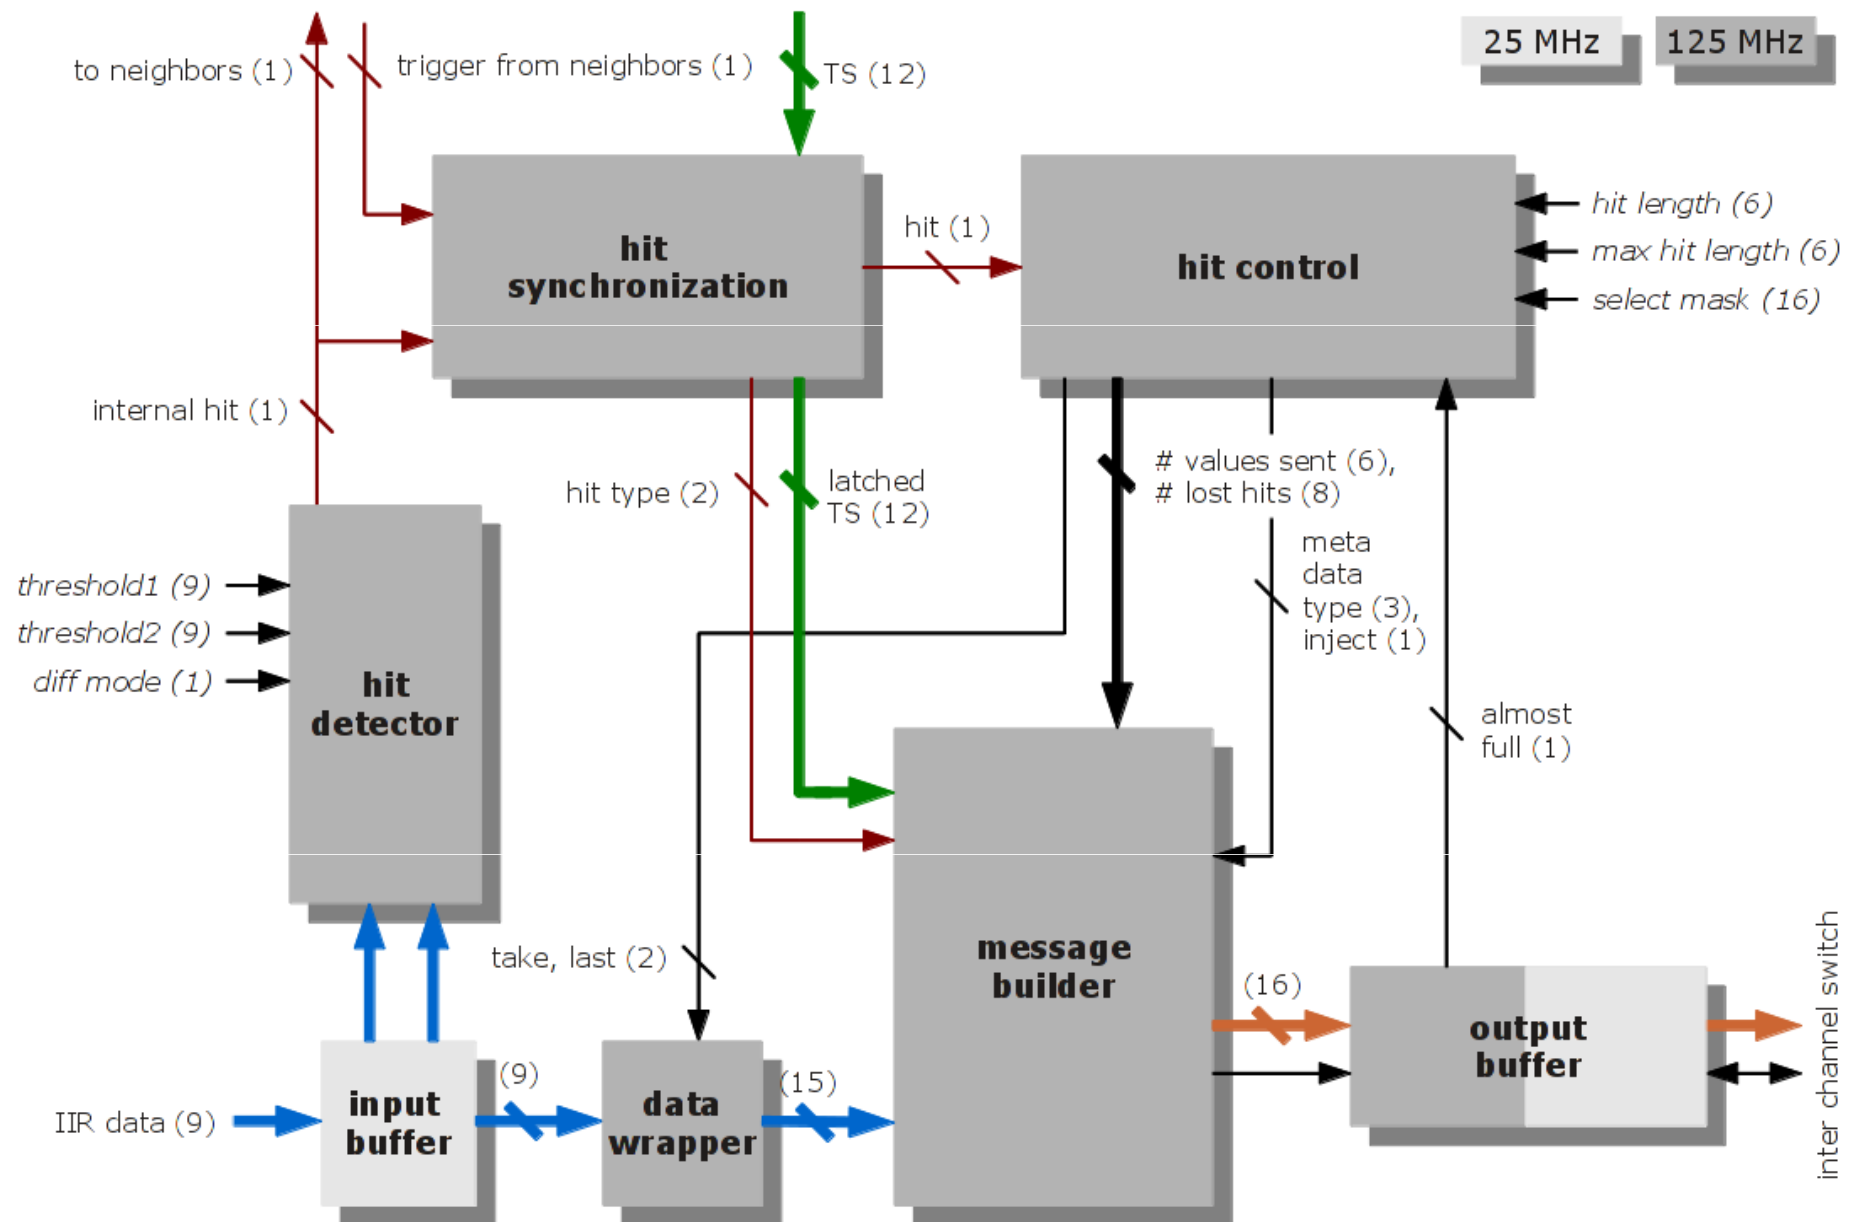 25 MHz
125 MHz
to neighbors (1)
trigger from neighbors (1)
TS (12)
hit
synchronization
hit (1)
hit control
hit length (6)
max hit length (6)
select mask (16)
internal hit (1)
hit type (2)
latched
TS (12)
# values sent (6),
# lost hits (8)
meta
data
type (3),
inject (1)
threshold1 (9)
threshold2 (9)
diff mode (1)
hit
detector
almost
full (1)
take, last (2)
message
builder
(16)
output
buffer
inter channel switch
IIR data (9)
input
buffer
(9)
data
wrapper
(15)